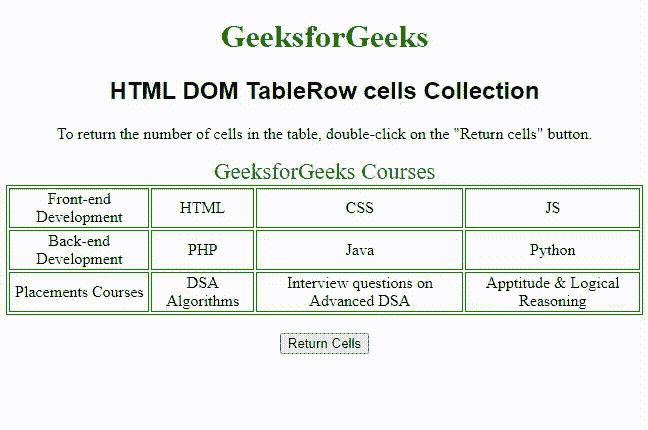 GeeksforGeeks
HTML DOM TableRow cells Collection
To return the number of cells in the table, double-click on the "Return cells" button.
GeeksforGeeks Courses
Front-end
Development
HTML
CSS
JS
Back-end
Development
PHP
Java
Python
Placements Courses
DSA
Algorithms
Interview questions on
Advanced DSA
Apptitude & Logical
Reasoning
Return Cells